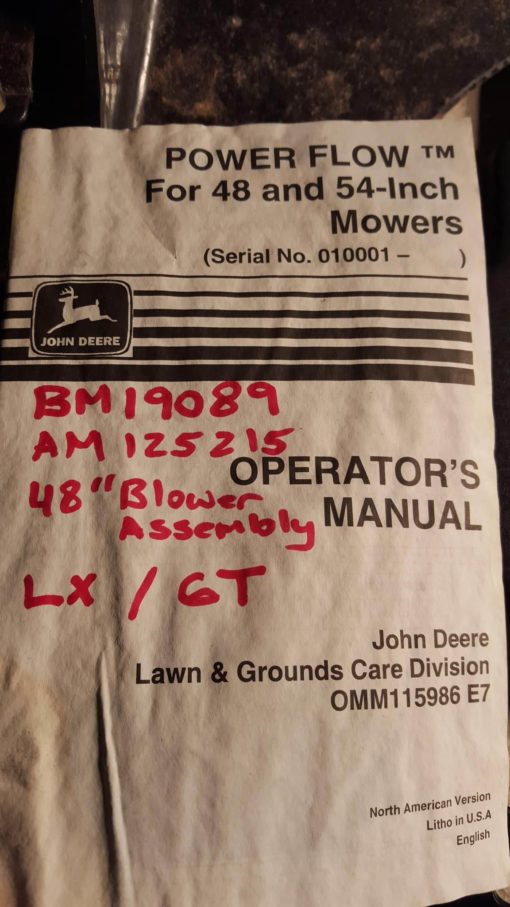 POWER FLOW ™
For 48 and 54-Inch
Mowers
(Serial No. 010001 – )
JOHN DEERE
BM19089
AM125215
48" Blower
Assembly
LX / GT
OPERATOR'S
MANUAL
John Deere
Lawn & Grounds Care Division
OMM115986 E7
North American Version
Litho in U.S.A
English